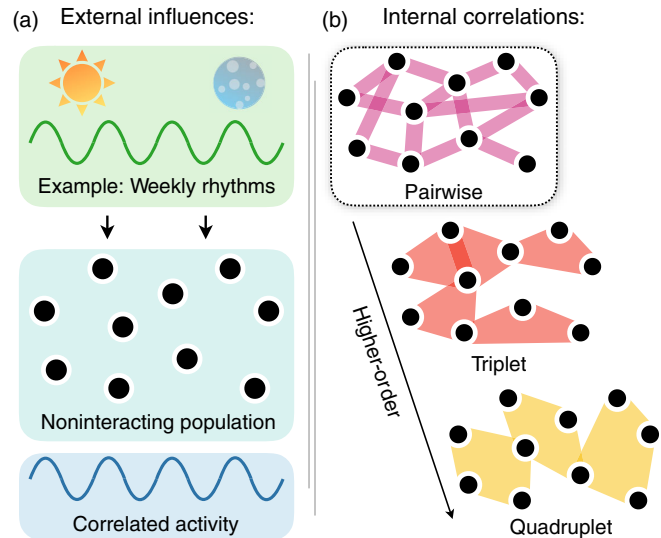 (a) External influences:
Example: Weekly rhythms
Noninteracting population
Correlated activity
(b) Internal correlations:
Pairwise
Higher-order
Triplet
Quadruplet